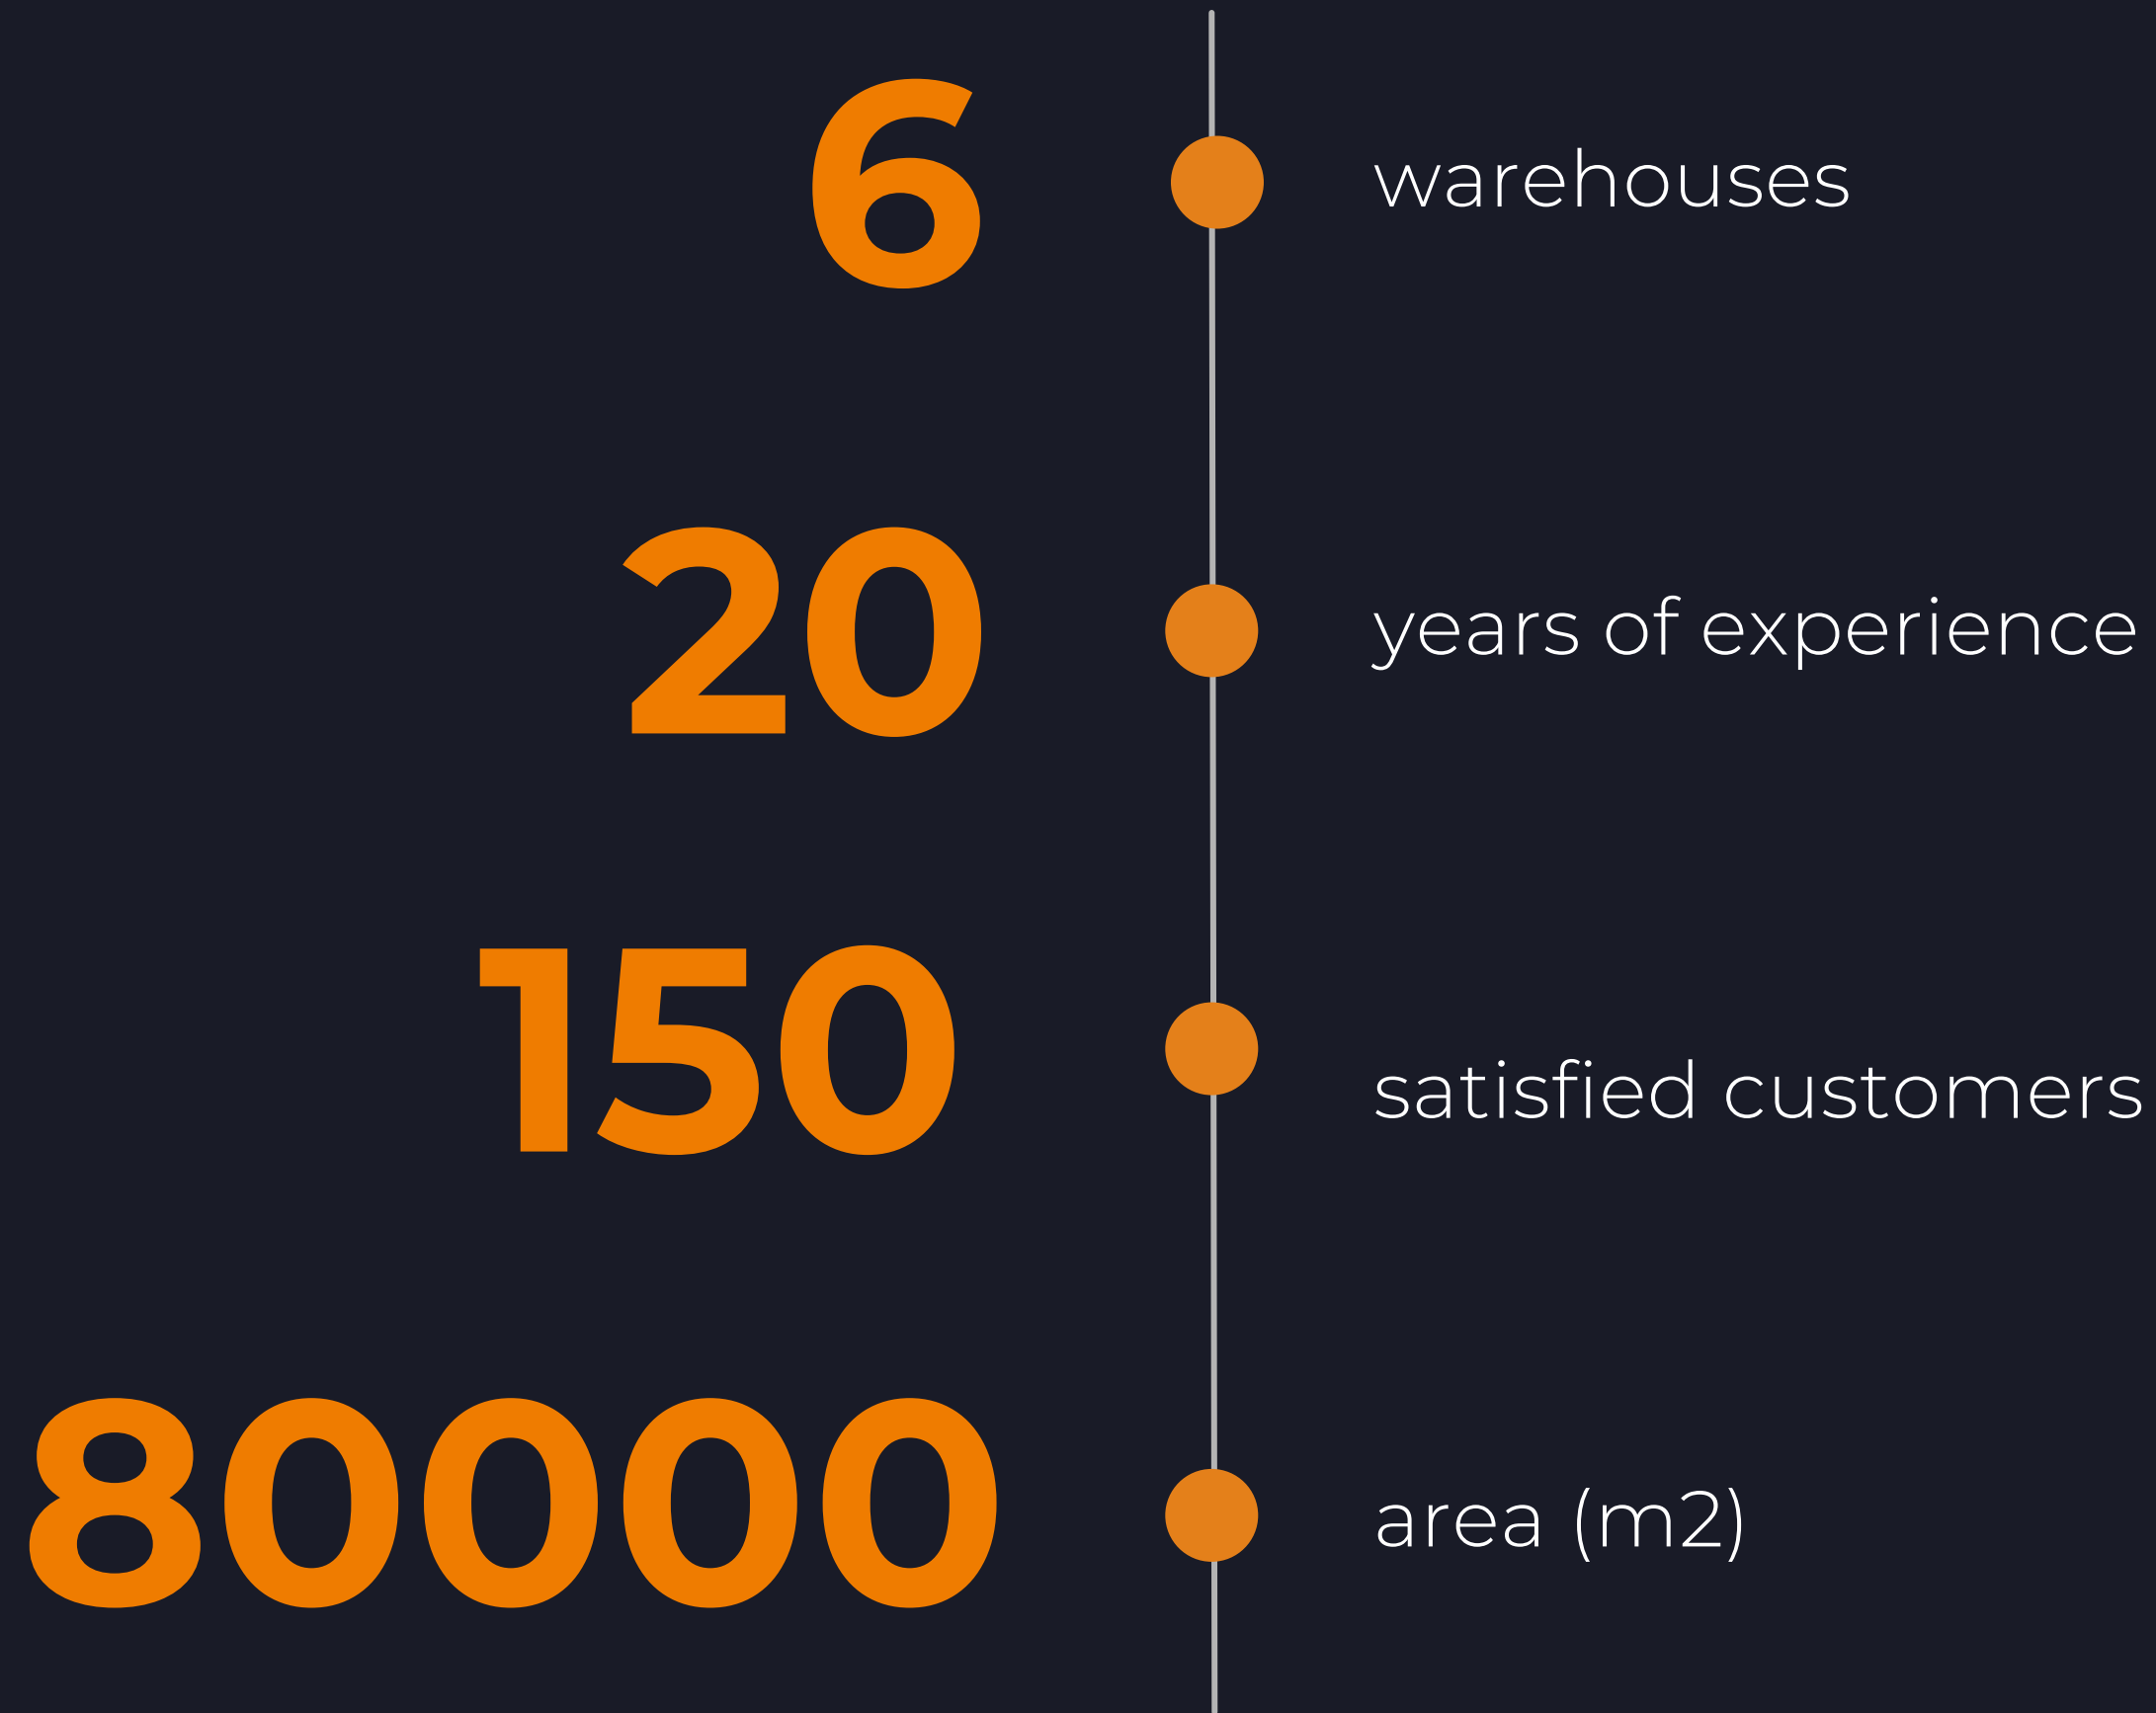 6 warehouses
20 years of experience
150 satisfied customers
80000 area (m2)